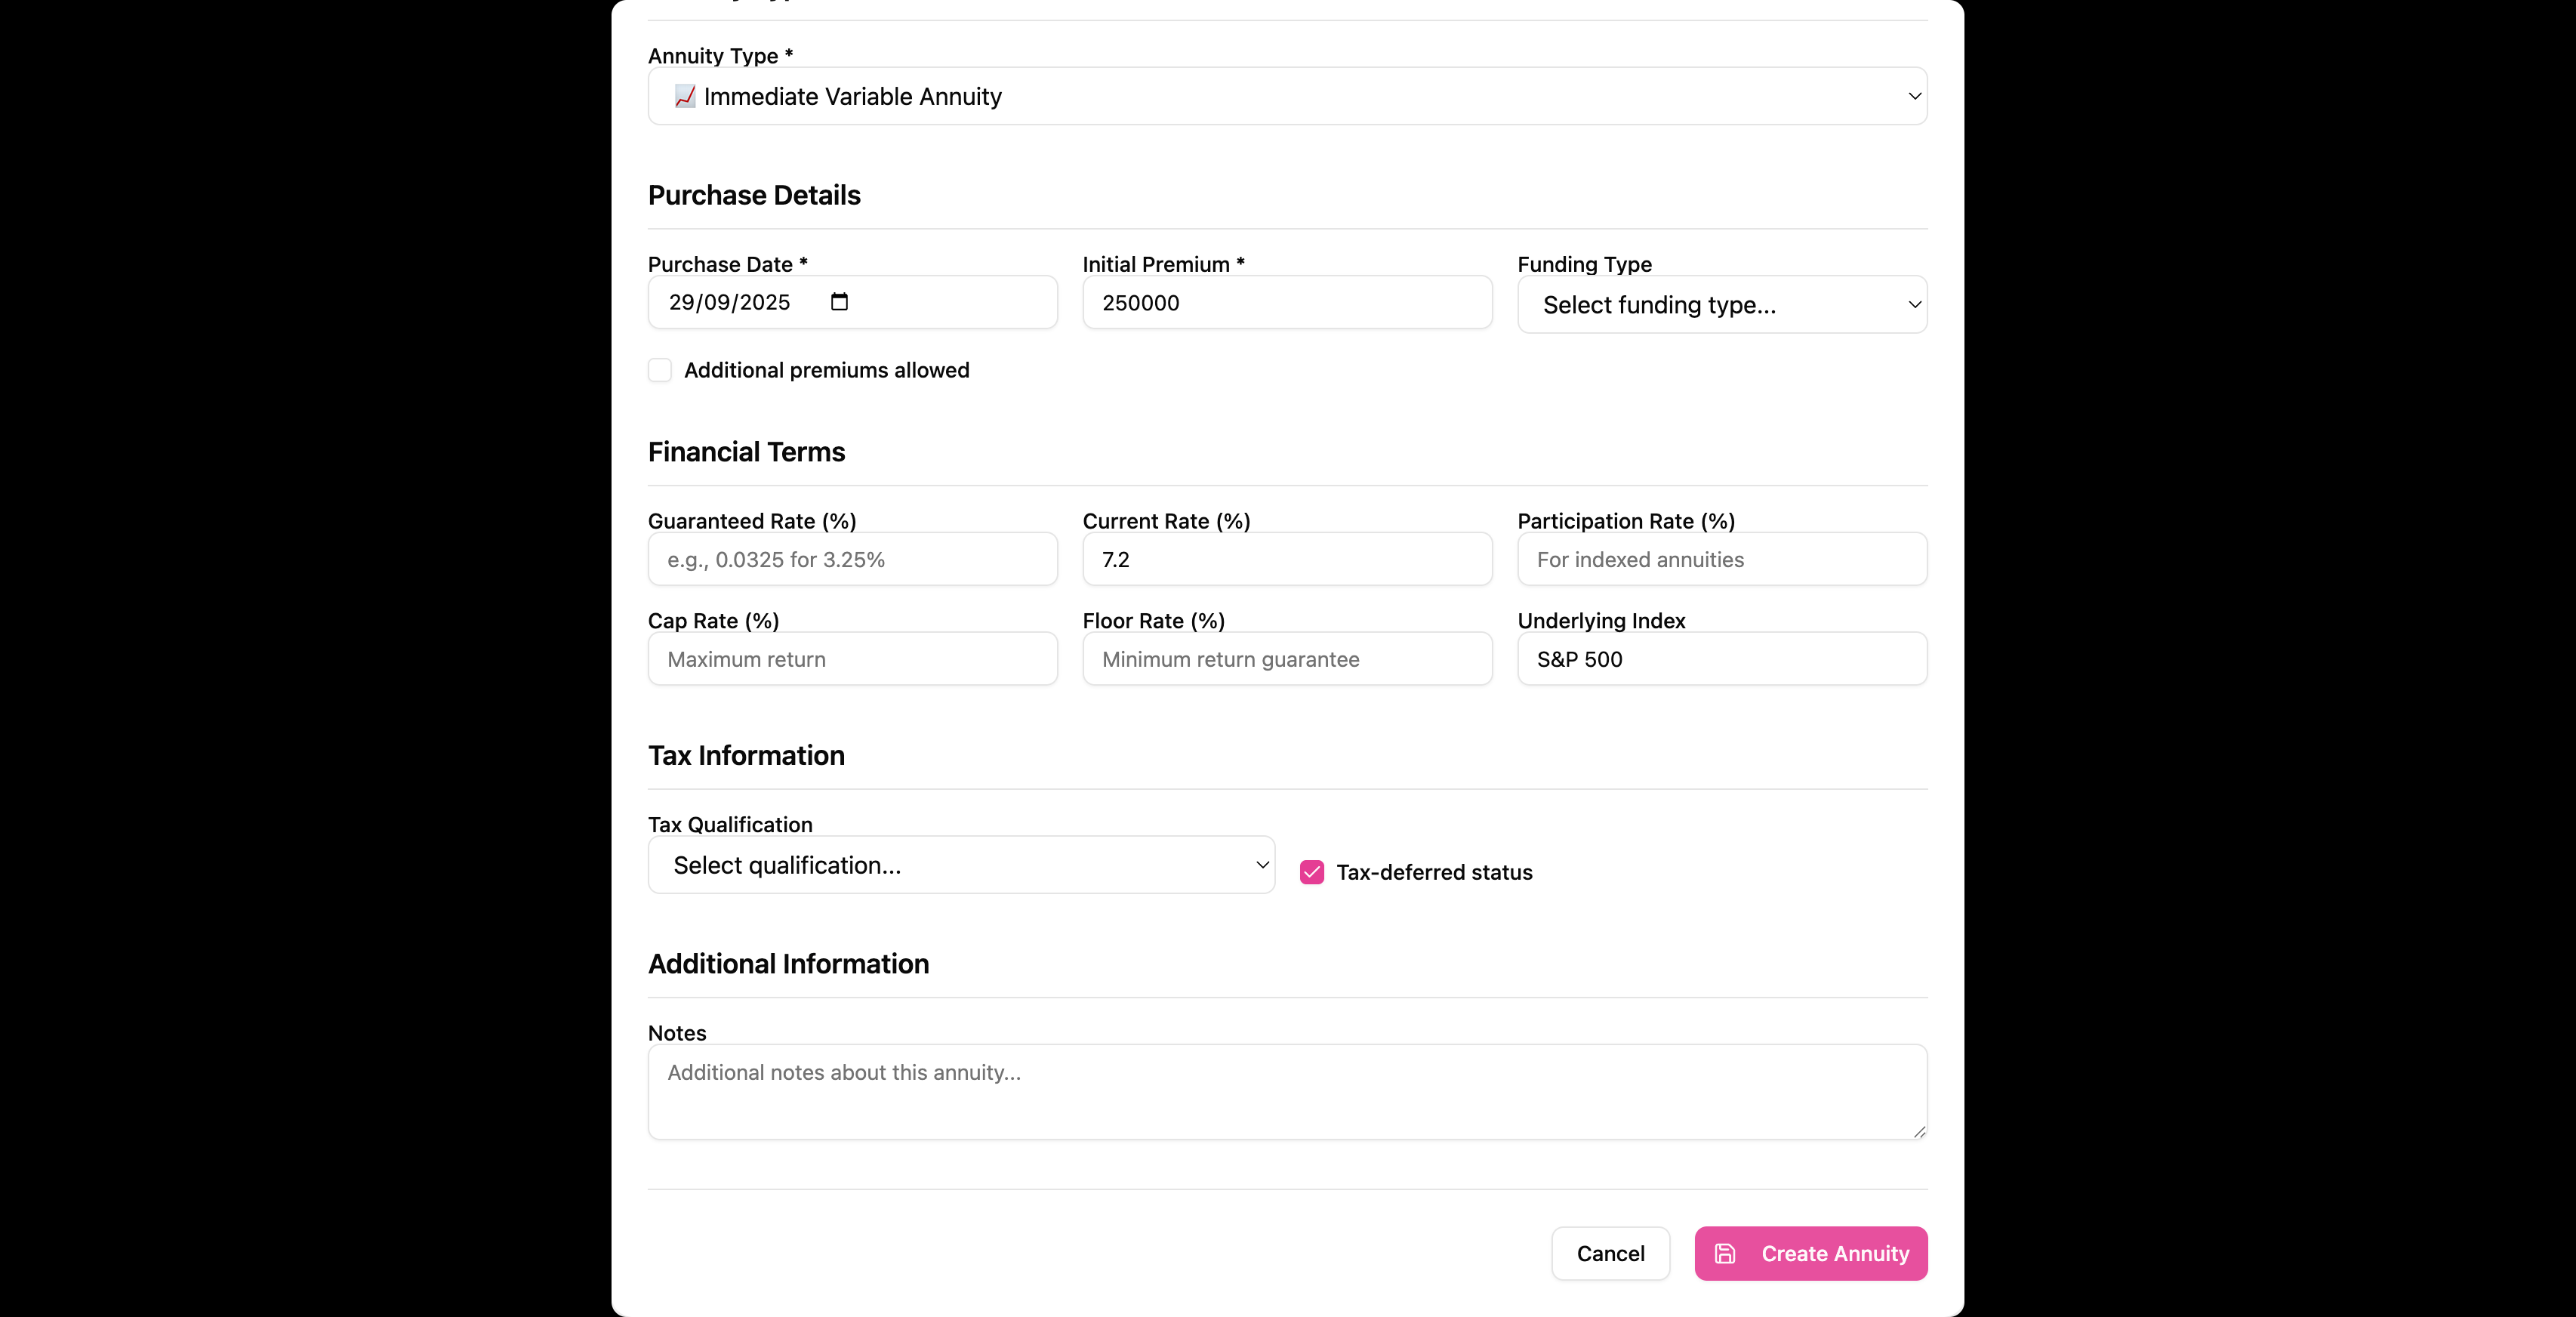 Annuity Type *
📈 Immediate Variable Annuity
Purchase Details
Purchase Date *
Initial Premium *
Funding Type
29/09/2025
250000
Select funding type...
Additional premiums allowed
Financial Terms
Guaranteed Rate (%)
Current Rate (%)
Participation Rate (%)
e.g., 0.0325 for 3.25%
7.2
For indexed annuities
Cap Rate (%)
Floor Rate (%)
Underlying Index
Maximum return
Minimum return guarantee
S&P 500
Tax Information
Tax Qualification
Select qualification...
Tax-deferred status
Additional Information
Notes
Additional notes about this annuity...
Cancel
Create Annuity